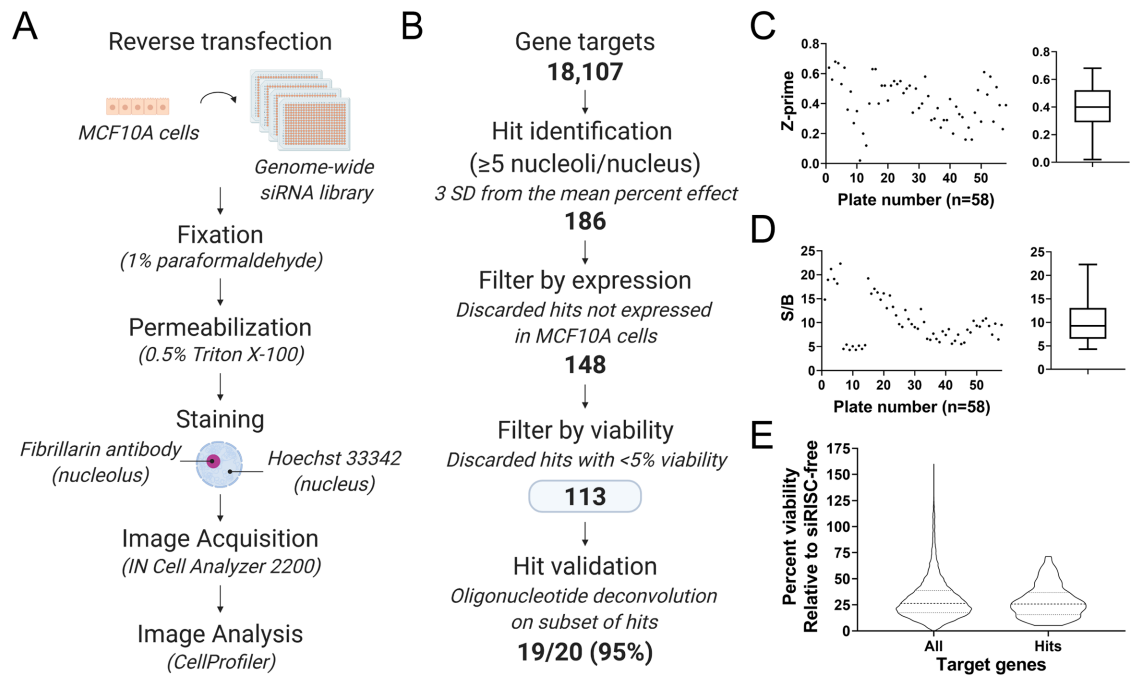 A
Reverse transfection
MCF10A cells
Genome-wide
siRNA library
Fixation
(1% paraformaldehyde)
Permeabilization
(0.5% Triton X-100)
Staining
Fibrillarin antibody
(nucleolus)
Hoechst 33342
(nucleus)
Image Acquisition
(IN Cell Analyzer 2200)
Image Analysis
(CellProfiler)
B
Gene targets
18,107
Hit identification
(≥5 nucleoli/nucleus)
3 SD from the mean percent effect
186
Filter by expression
Discarded hits not expressed
in MCF10A cells
148
Filter by viability
Discarded hits with <5% viability
113
Hit validation
Oligonucleotide deconvolution
on subset of hits
19/20 (95%)
C
Z-prime
0.8
0.6
0.4
0.2
0.0
0 10 20 30 40 50
Plate number (n=58)
0.8
0.6
0.4
0.2
0.0
D
S/B
25
20
15
10
5
0
0 10 20 30 40 50
Plate number (n=58)
25
20
15
10
5
0
E
Percent viability
Relative to siRISC-free
175
150
125
100
75
50
25
0
All Hits
Target genes